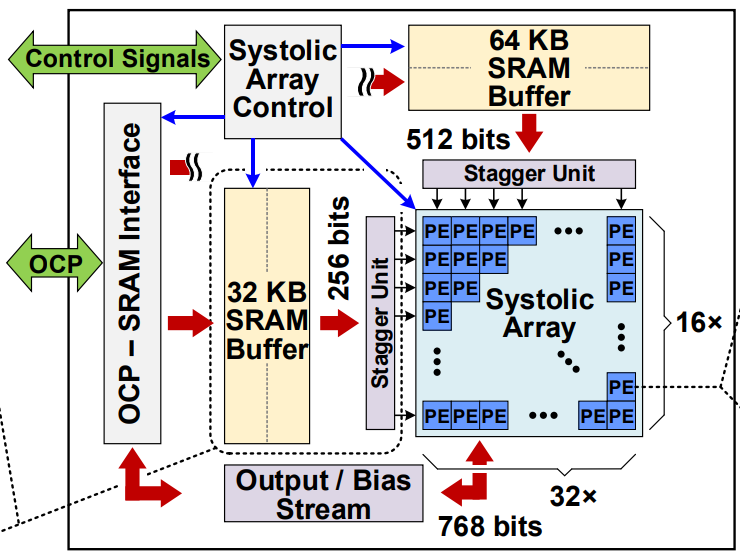 Control Signals
Systolic
Array
Control
64 KB
SRAM
Buffer
512 bits
Stagger Unit
OCP – SRAM Interface
OCP
32 KB
SRAM
Buffer
256 bits
Stagger Unit
PE PE PE PE ••• PE
PE PE PE PE
PE PE PE
PE
Systolic
Array
16×
PE
PE PE PE ••• PE PE
32×
Output / Bias
Stream
768 bits